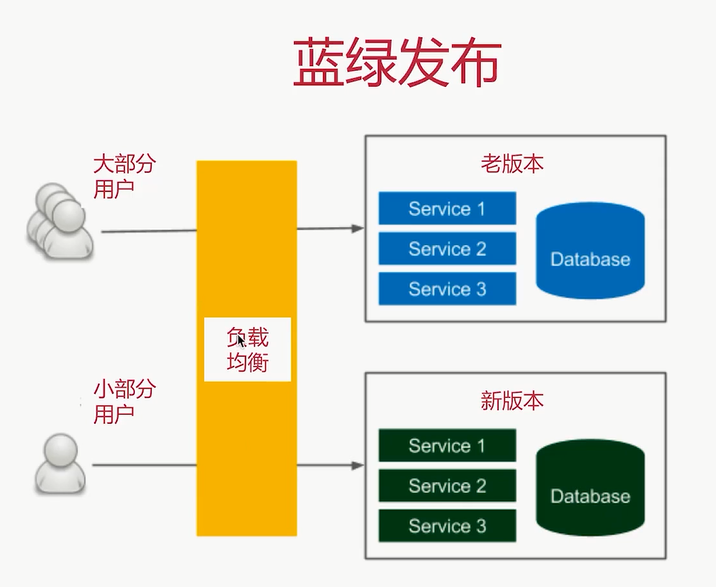 蓝绿发布
大部分
用户
老版本
Service 1
Service 2
Service 3
Database
负载
均衡
小部分
用户
新版本
Service 1
Service 2
Service 3
Database